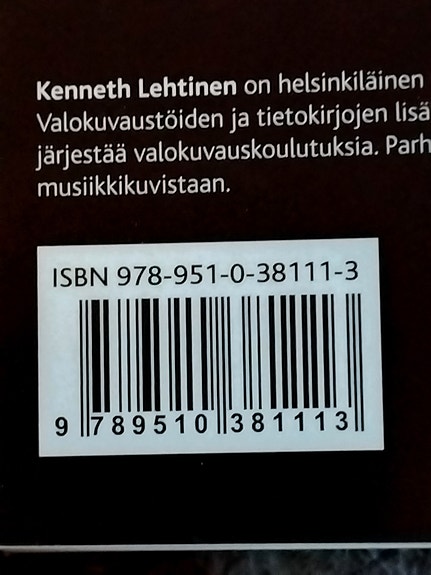 Kenneth Lehtinen on helsinkiläinen
Valokuvaustöiden ja tietokirjojen lisä
järjestää valokuvauskoulutuksia. Parh
musiikkikuvistaan.
ISBN 978-951-0-38111-3
9 789510 381113